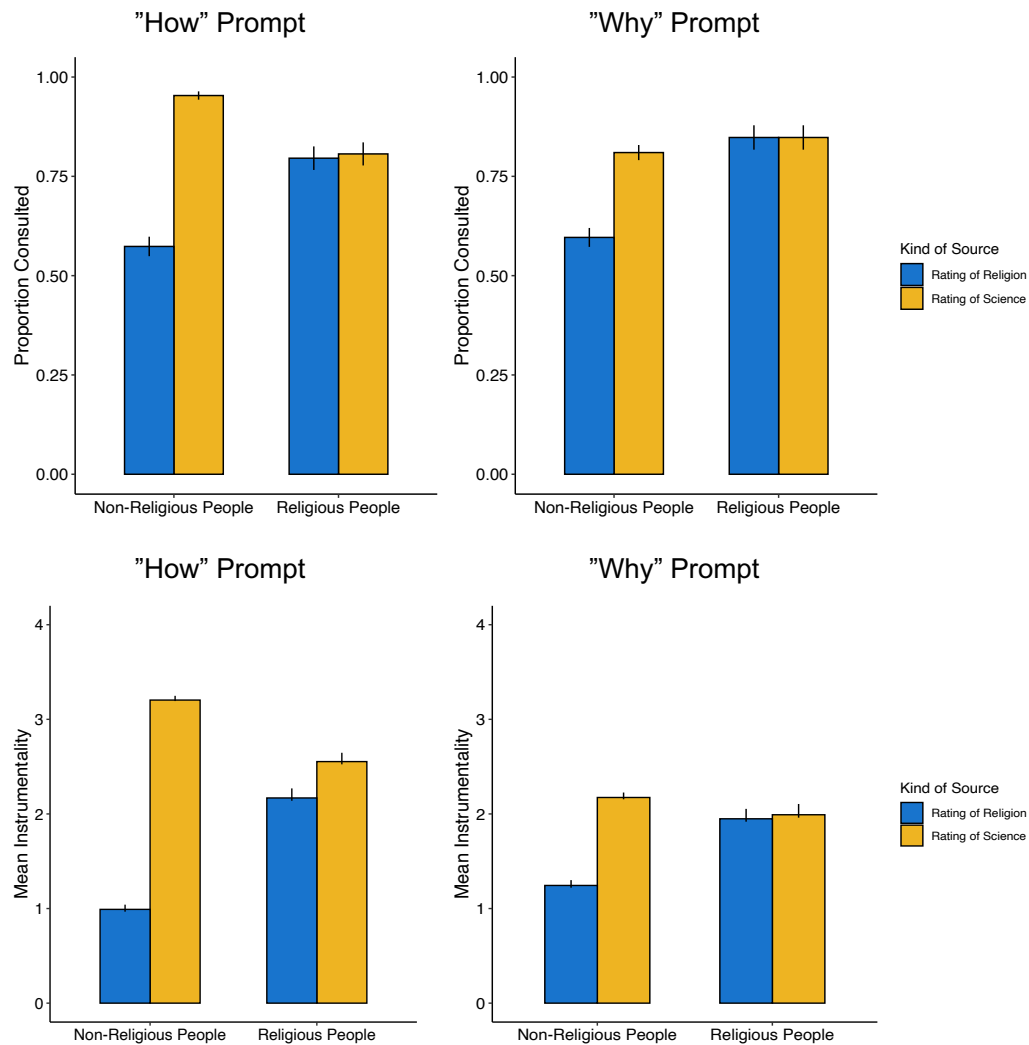 ”How” Prompt
”Why” Prompt
Proportion Consulted
1.00
0.75
0.50
0.25
0.00
Non-Religious People
Religious People
Proportion Consulted
1.00
0.75
0.50
0.25
0.00
Non-Religious People
Religious People
Kind of Source
Rating of Religion
Rating of Science
”How” Prompt
”Why” Prompt
Mean Instrumentality
4
3
2
1
0
Non-Religious People
Religious People
Mean Instrumentality
4
3
2
1
0
Non-Religious People
Religious People
Kind of Source
Rating of Religion
Rating of Science